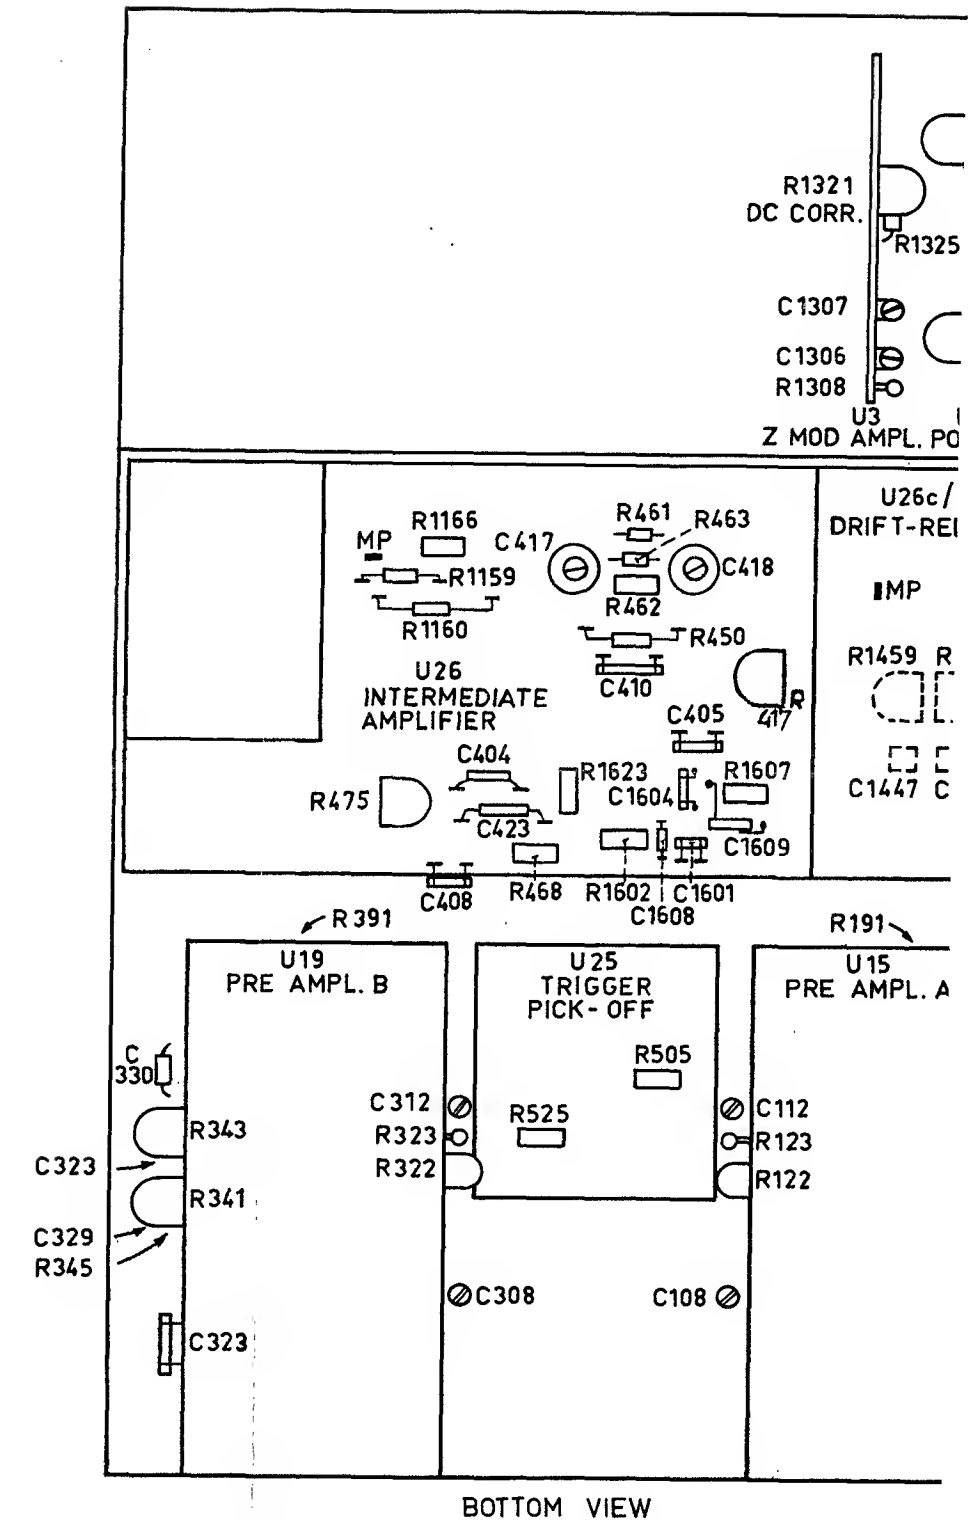 R1321
DC CORR.
R1325
C1307
C1306
R1308
U3
Z MOD AMPL. PO
U26c/
DRIFT-REI
MP
R1166
MP
R1159
R1160
C417
R461
R463
C418
R462
R450
C410
U26
INTERMEDIATE
AMPLIFIER
R
417
C405
R1459 R
C1447 C
R475
C404
C423
R1623
C1604
R1607
C1609
C408
R468
R1602
C1608
C1601
R391
R191
U19
PRE AMPL. B
U25
TRIGGER
PICK-OFF
U15
PRE AMPL. A
C
330
R505
C312
R525
C112
R343
R323
R123
C323
R322
R122
R341
C329
R345
C308
C108
C323
BOTTOM VIEW